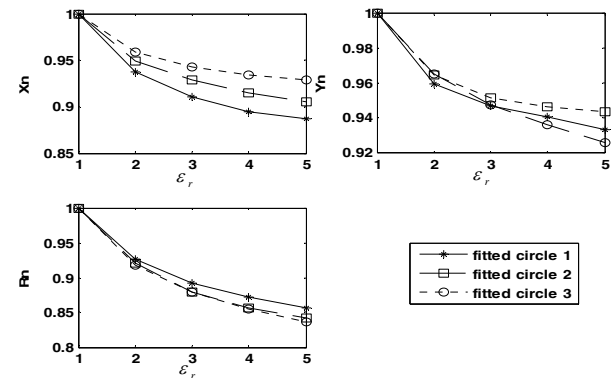 1
0.95
0.9
0.85
Xn
1 2 3 4 5
εr
1
0.98
0.96
0.94
0.92
Yn
1 2 3 4 5
εr
1
0.95
0.9
0.85
0.8
Rn
1 2 3 4 5
εr
fitted circle 1
fitted circle 2
fitted circle 3